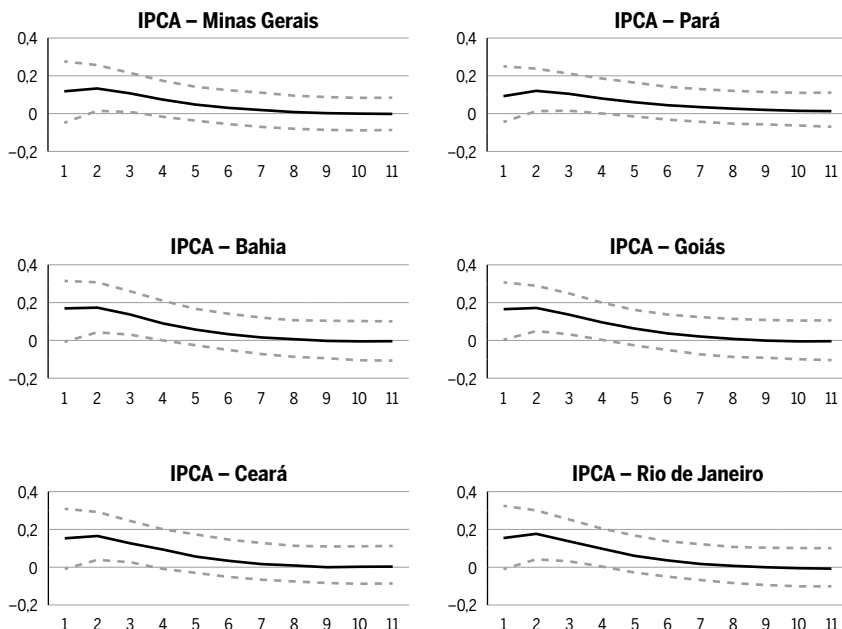 IPCA – Minas Gerais
0,4
0,2
0
–0,2
1 2 3 4 5 6 7 8 9 10 11
IPCA – Pará
0,4
0,2
0
–0,2
1 2 3 4 5 6 7 8 9 10 11
IPCA – Bahia
0,4
0,2
0
–0,2
1 2 3 4 5 6 7 8 9 10 11
IPCA – Goiás
0,4
0,2
0
–0,2
1 2 3 4 5 6 7 8 9 10 11
IPCA – Ceará
0,4
0,2
0
–0,2
1 2 3 4 5 6 7 8 9 10 11
IPCA – Rio de Janeiro
0,4
0,2
0
–0,2
1 2 3 4 5 6 7 8 9 10 11